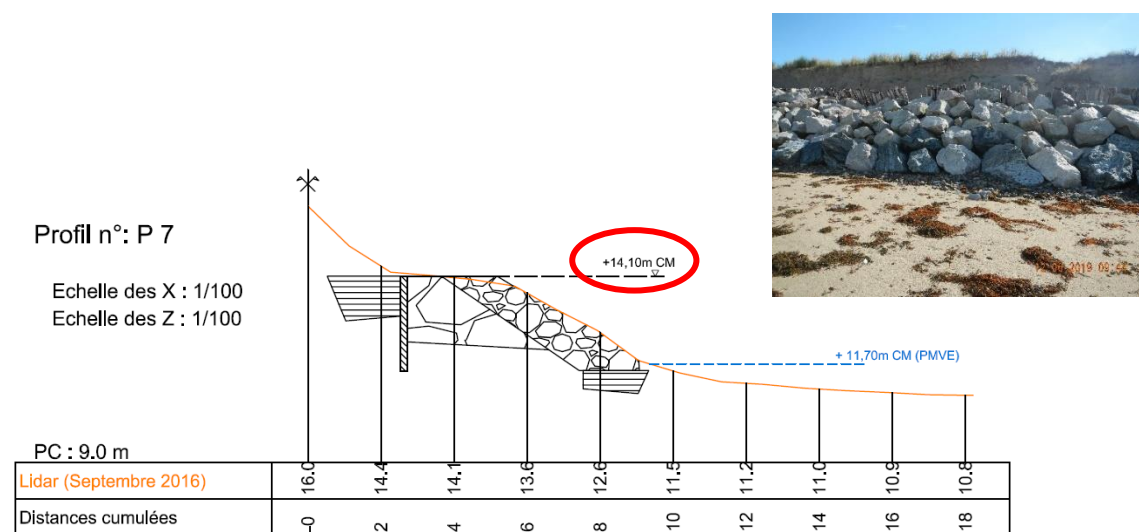 Profil n°: P 7
Echelle des X : 1/100
Echelle des Z : 1/100
+14,10m CM
+ 11,70m CM (PMVE)
PC : 9.0 m
Lidar (Septembre 2016) 16.0 14.4 14.1 13.6 12.6 11.5 11.2 11.0 10.9 10.8
Distances cumulées 0 2 4 6 8 10 12 14 16 18